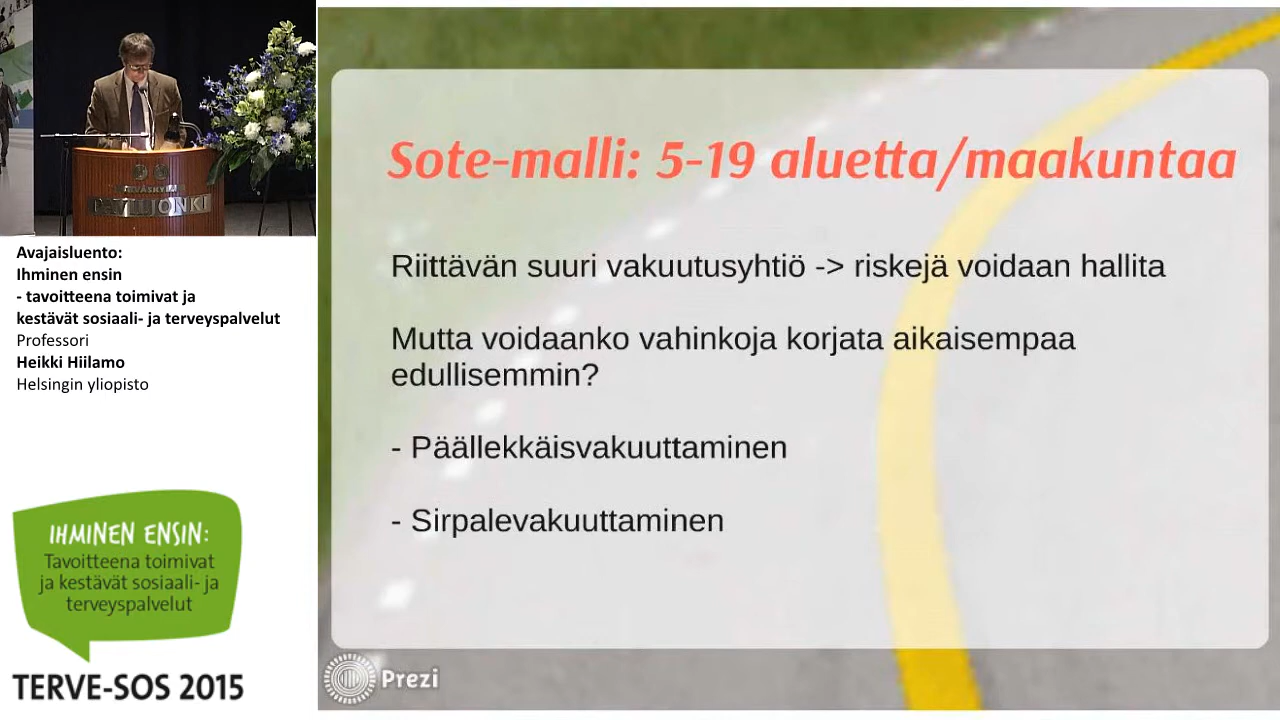 PAVILJONKI
Avajaisluento:
Ihminen ensin
- tavoitteena toimivat ja
kestävät sosiaali- ja terveyspalvelut
Professori
Heikki Hiilamo
Helsingin yliopisto
IHMINEN ENSIN:
Tavoitteena toimivat
ja kestävät sosiaali- ja
terveyspalvelut
TERVE-SOS 2015
Sote-malli: 5-19 aluetta/maakuntaa
Riittävän suuri vakuutusyhtiö -> riskejä voidaan hallita
Mutta voidaanko vahinkoja korjata aikaisempaa
edullisemmin?
- Päällekkäisvakuuttaminen
- Sirpalevakuuttaminen
Prezi